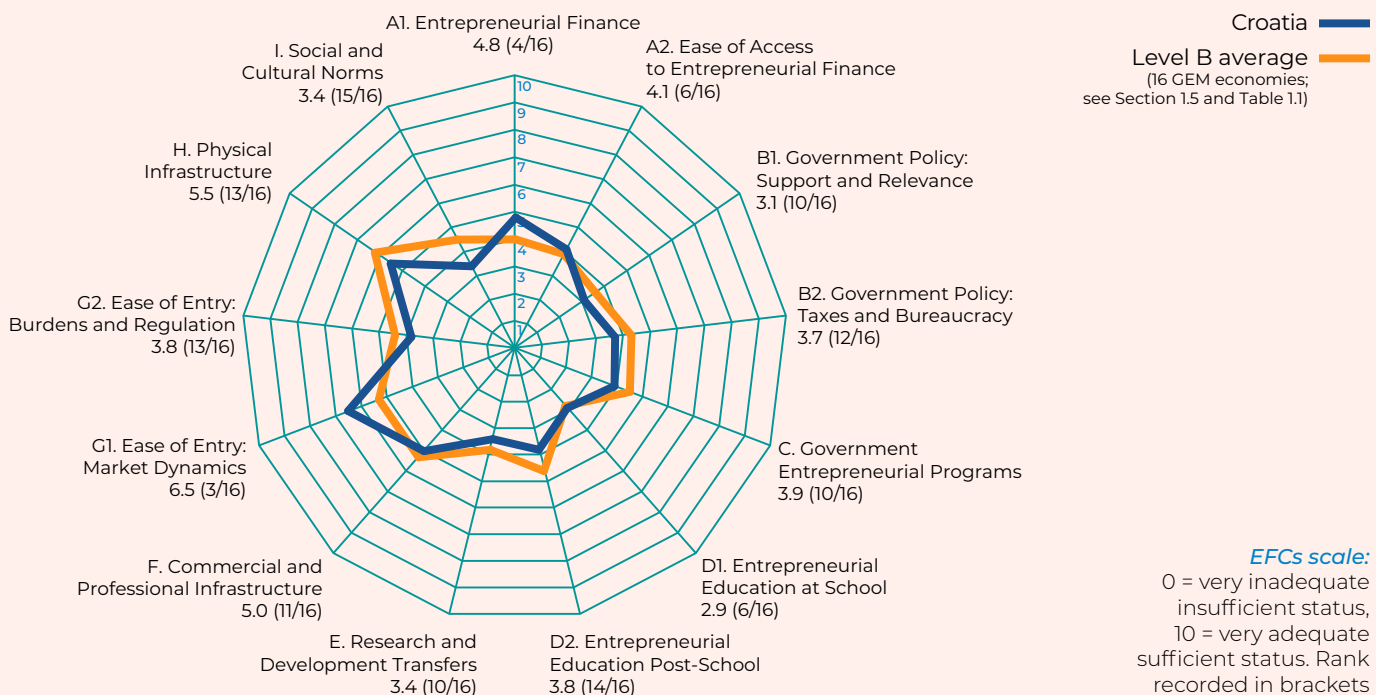 A1. Entrepreneurial Finance
4.8 (4/16)
A2. Ease of Access
to Entrepreneurial Finance
4.1 (6/16)
B1. Government Policy:
Support and Relevance
3.1 (10/16)
B2. Government Policy:
Taxes and Bureaucracy
3.7 (12/16)
C. Government
Entrepreneurial Programs
3.9 (10/16)
D1. Entrepreneurial
Education at School
2.9 (6/16)
D2. Entrepreneurial
Education Post-School
3.8 (14/16)
E. Research and
Development Transfers
3.4 (10/16)
F. Commercial and
Professional Infrastructure
5.0 (11/16)
G1. Ease of Entry:
Market Dynamics
6.5 (3/16)
G2. Ease of Entry:
Burdens and Regulation
3.8 (13/16)
H. Physical
Infrastructure
5.5 (13/16)
I. Social and
Cultural Norms
3.4 (15/16)
10
9
8
7
6
5
4
3
2
1
Croatia
Level B average
(16 GEM economies;
see Section 1.5 and Table 1.1)
EFCs scale:
0 = very inadequate
insufficient status,
10 = very adequate
sufficient status. Rank
recorded in brackets